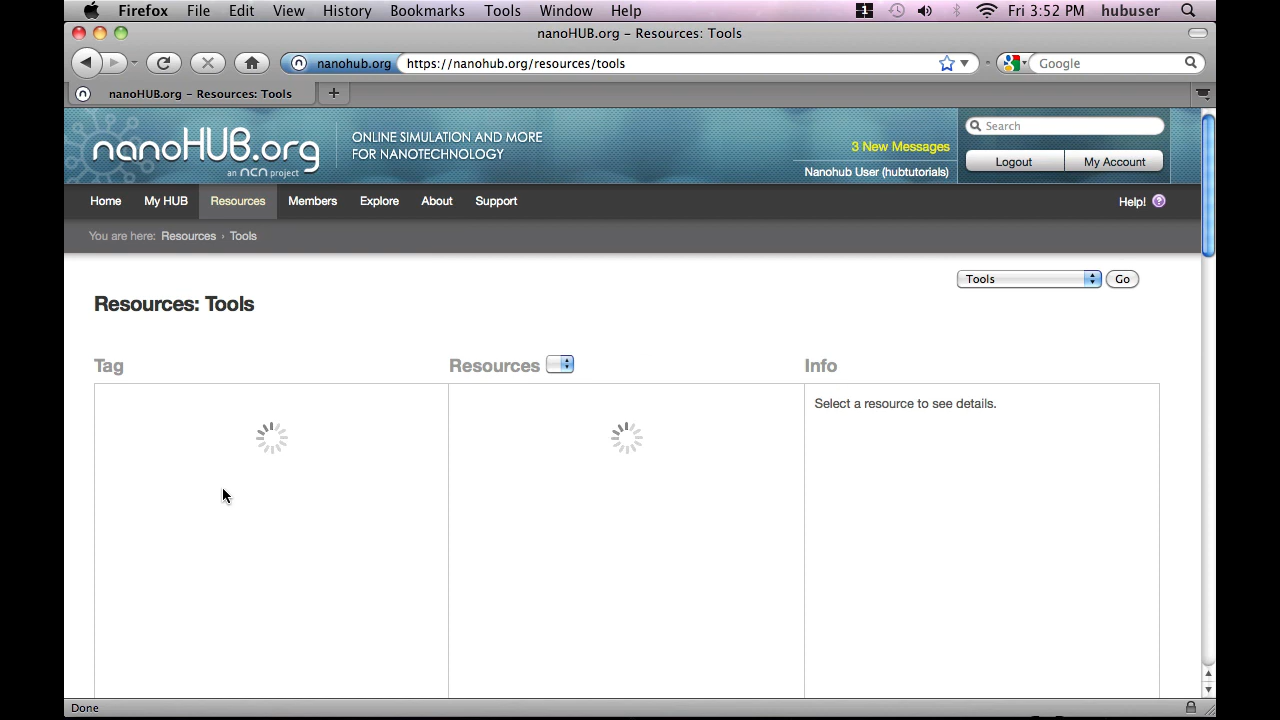 Firefox File Edit View History Bookmarks Tools Window Help 1 Fri 3:52 PM hubuser
nanoHUB.org – Resources: Tools
nanohub.org https://nanohub.org/resources/tools Google
nanoHUB.org – Resources: Tools +
nanoHUB.org
an ncn project
ONLINE SIMULATION AND MORE
FOR NANOTECHNOLOGY
3 New Messages
Nanohub User (hubtutorials)
Search
Logout My Account
Home My HUB Resources Members Explore About Support Help! ?
You are here: Resources › Tools
Tools Go
Resources: Tools
Tag Resources Info
Select a resource to see details.
Done